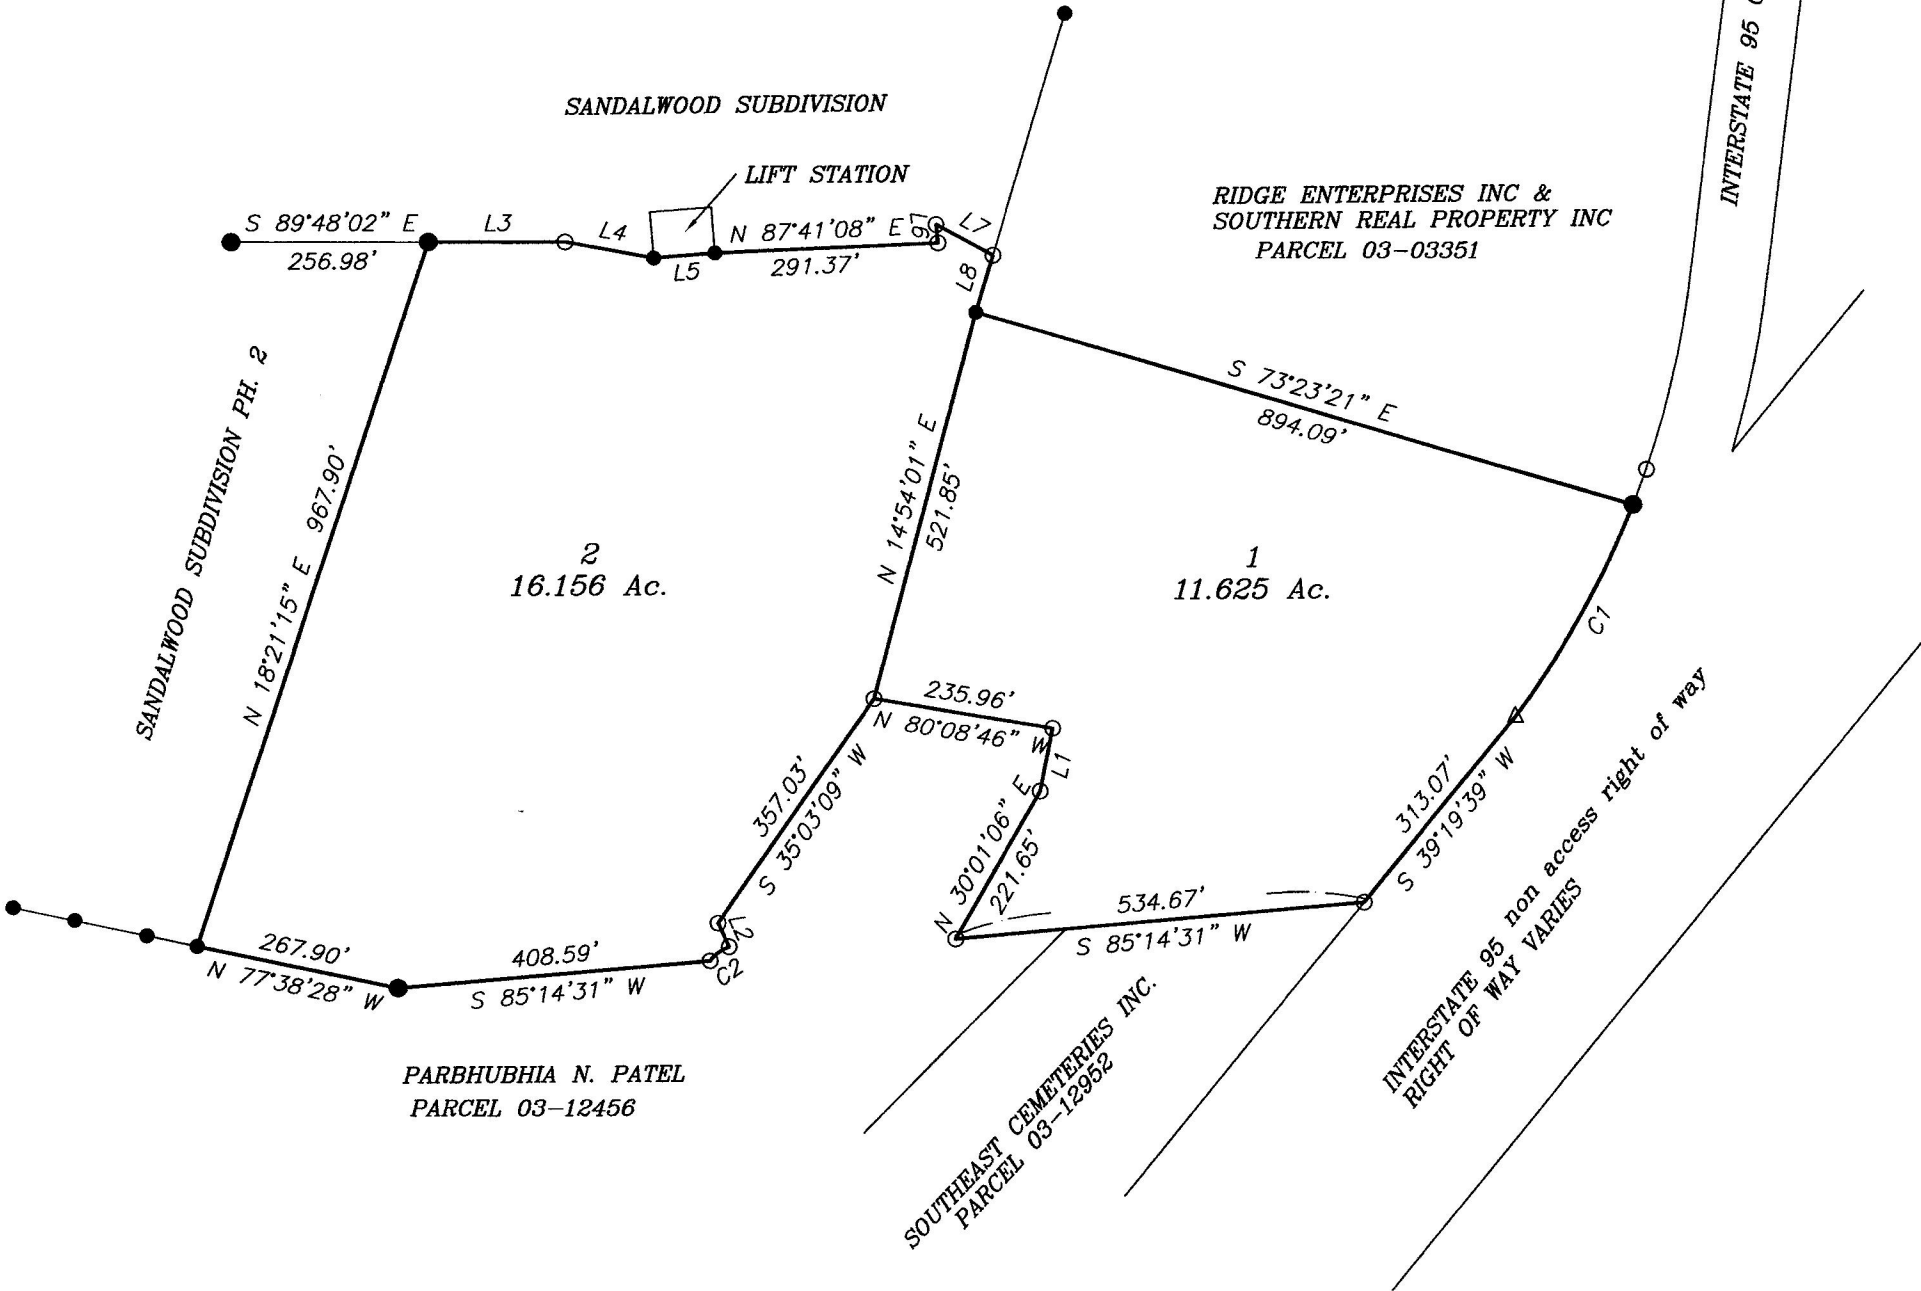 INTERSTATE 95
SANDALWOOD SUBDIVISION
LIFT STATION
RIDGE ENTERPRISES INC &
SOUTHERN REAL PROPERTY INC
PARCEL 03-03351
S 89°48'02" E
256.98'
L3
L4
L5
N 87°41'08" E
291.37'
L6
L7
L8
S 73°23'21" E
894.09'
SANDALWOOD SUBDIVISION PH. 2
N 18°21'15" E 967.90'
N 14°54'01" E
521.85'
2
16.156 Ac.
1
11.625 Ac.
C1
235.96'
N 80°08'46" W
L1
357.03'
S 35°03'09" W
N 30°01'06" E
221.65'
313.07'
S 39°19'39" W
534.67'
S 85°14'31" W
L2
C2
267.90'
N 77°38'28" W
408.59'
S 85°14'31" W
PARBHUBHIA N. PATEL
PARCEL 03-12456
SOUTHEAST CEMETERIES INC.
PARCEL 03-12952
INTERSTATE 95 non access right of way
RIGHT OF WAY VARIES